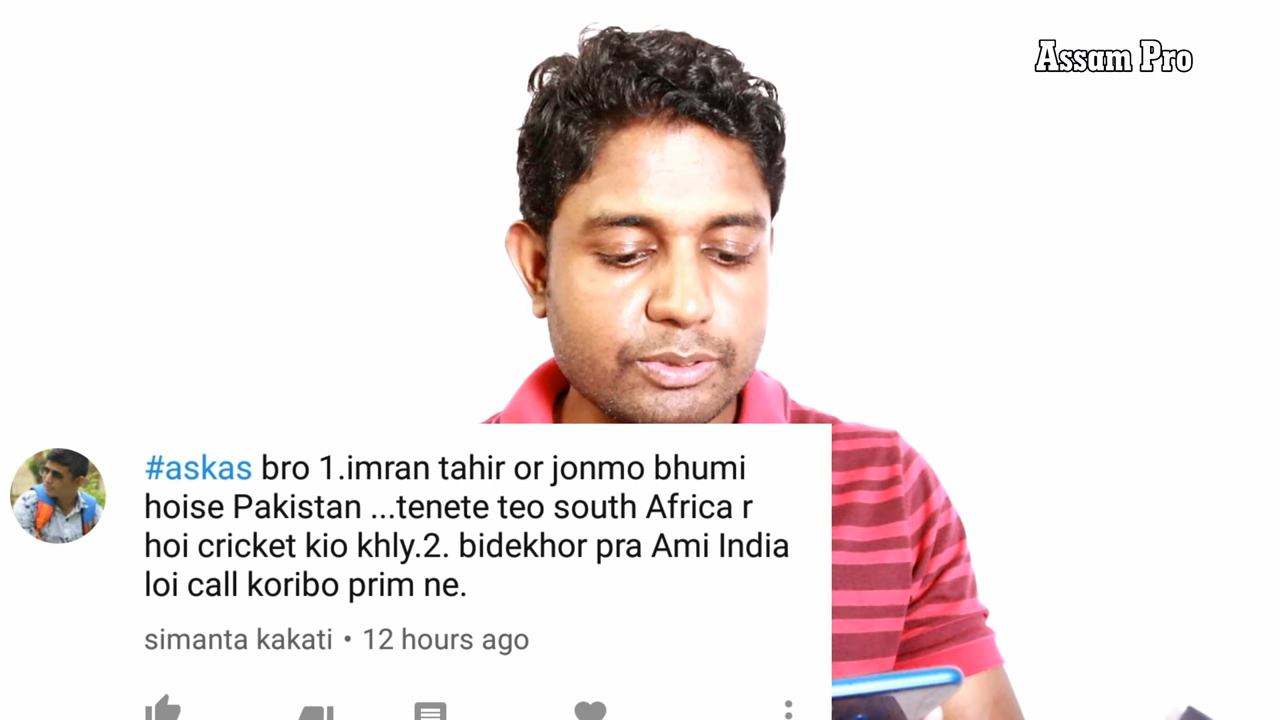 Assam Pro
#askas bro 1.imran tahir or jonmo bhumi
hoise Pakistan ...tenete teo south Africa r
hoi cricket kio khly.2. bidekhor pra Ami India
loi call koribo prim ne.
simanta kakati • 12 hours ago